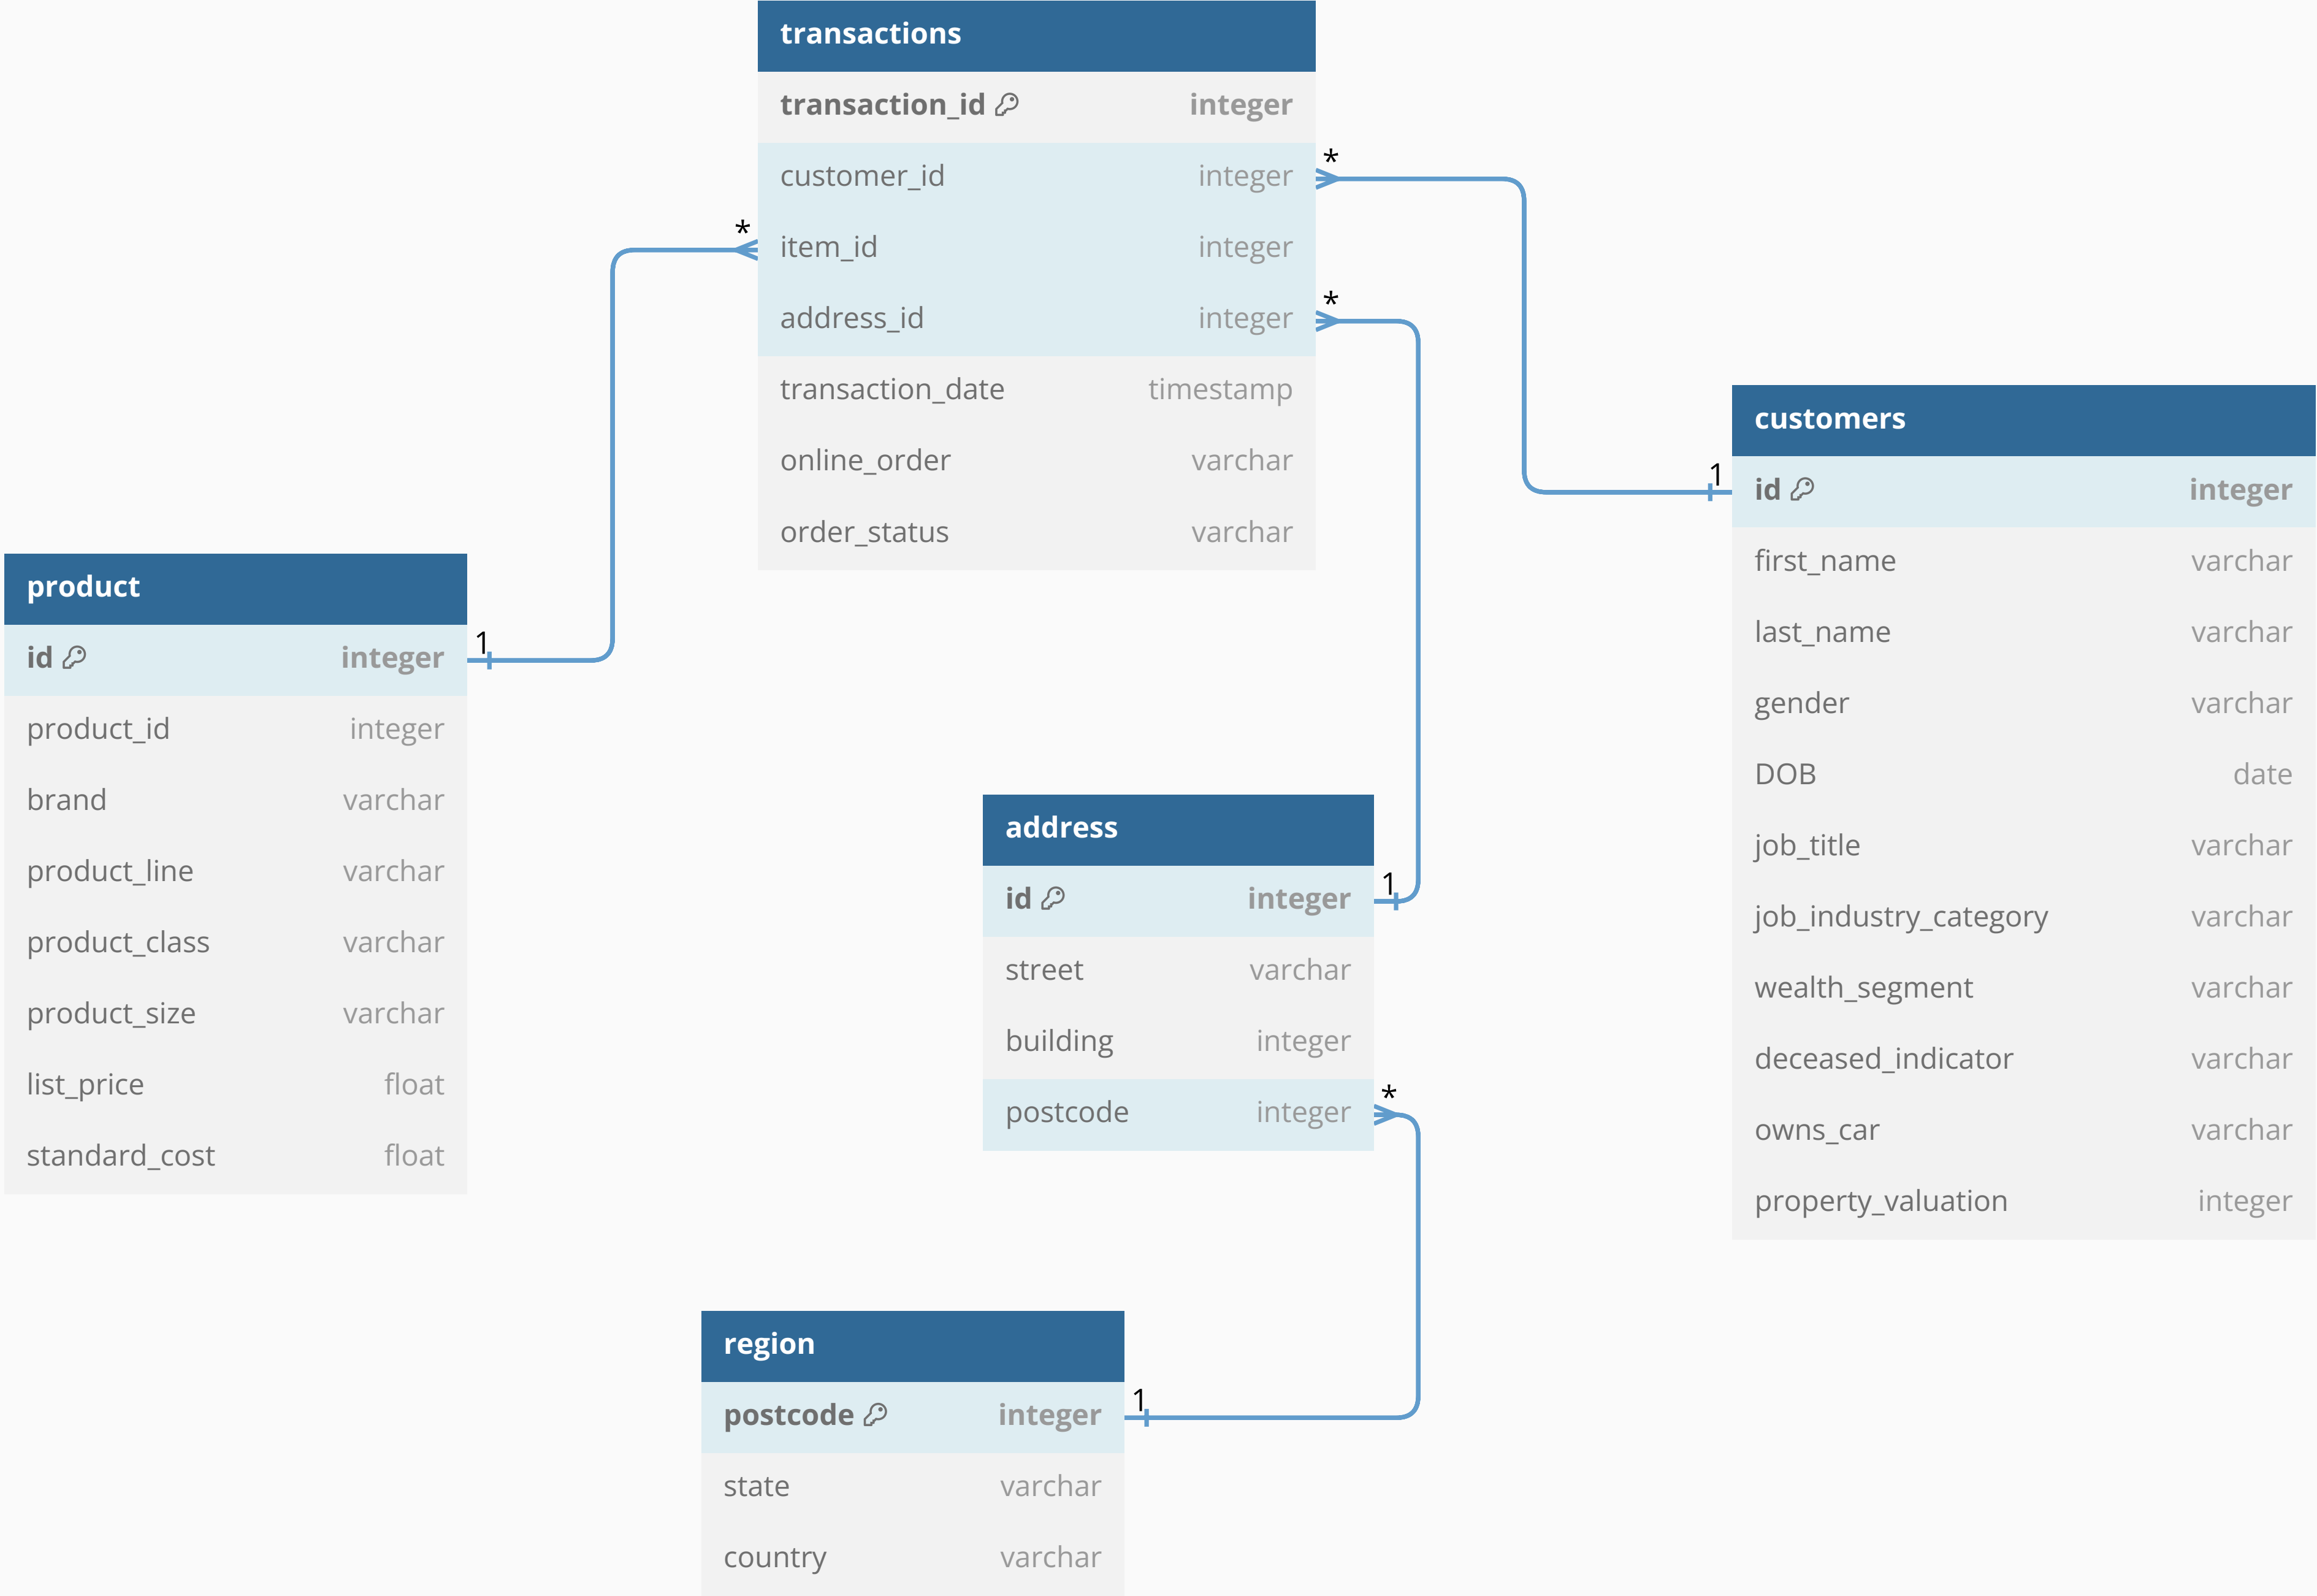 transactions
transaction_id integer
customer_id integer
item_id integer
address_id integer
transaction_date timestamp
online_order varchar
order_status varchar
*
*
*
1
customers
id integer
first_name varchar
last_name varchar
gender varchar
DOB date
job_title varchar
job_industry_category varchar
wealth_segment varchar
deceased_indicator varchar
owns_car varchar
property_valuation integer
product
id integer
product_id integer
brand varchar
product_line varchar
product_class varchar
product_size varchar
list_price float
standard_cost float
1
address
id integer
street varchar
building integer
postcode integer
1
*
region
postcode integer
state varchar
country varchar
1